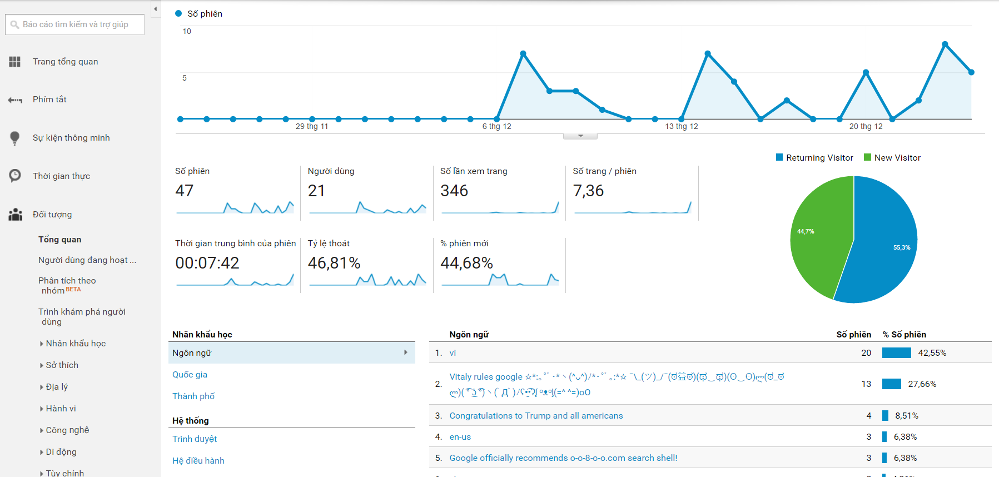 Báo cáo tìm kiếm và trợ giúp
Trang tổng quan
Phím tắt
Sự kiện thông minh
Thời gian thực
Đối tượng
Tổng quan
Người dùng đang hoạt ...
Phân tích theo
nhóm BETA
Trình khám phá người
dùng
Nhân khẩu học
Sở thích
Địa lý
Hành vi
Công nghệ
Di động
Tùy chỉnh
Số phiên
10
5
29 thg 11
6 thg 12
13 thg 12
20 thg 12
Số phiên
47
Người dùng
21
Số lần xem trang
346
Số trang / phiên
7,36
Thời gian trung bình của phiên
00:07:42
Tỷ lệ thoát
46,81%
% phiên mới
44,68%
Returning Visitor
New Visitor
44,7%
55,3%
Nhân khẩu học
Ngôn ngữ
Quốc gia
Thành phố
Hệ thống
Trình duyệt
Hệ điều hành
Ngôn ngữ Số phiên % Số phiên
1. vi 20 42,55%
2. Vitaly rules google ☆*:｡゜ﾟ･*ヽ(^ᴗ^)ﾉ*･゜ﾟ｡:*☆ ¯\_(ツ)_/¯(ಠ益ಠ)(ಥ‿ಥ)(ʘ‿ʘ)ლ(ಠ_ಠ 13 27,66%
ლ)( ͡° ͜ʖ ͡°)ヽ(ﾟДﾟ)ﾉʕ•̫͡•ʔᶘ ᵒᴥᵒᶅ(=^ ^=)oO
3. Congratulations to Trump and all americans 4 8,51%
4. en-us 3 6,38%
5. Google officially recommends o-o-8-o-o.com search shell! 3 6,38%